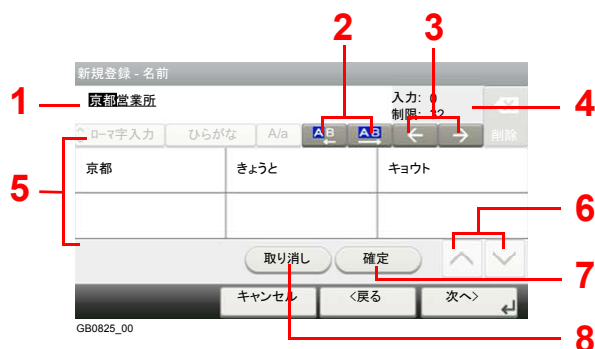 2 3
新規登録 - 名前
1 京都営業所 入力: 0 4
制限: 32
ローマ字入力 ひらがな A/a AB AB ← → 削除
5 京都 きょうと キョウト
6
取り消し 確定
7
キャンセル <戻る 次へ>
GB0825_00
8